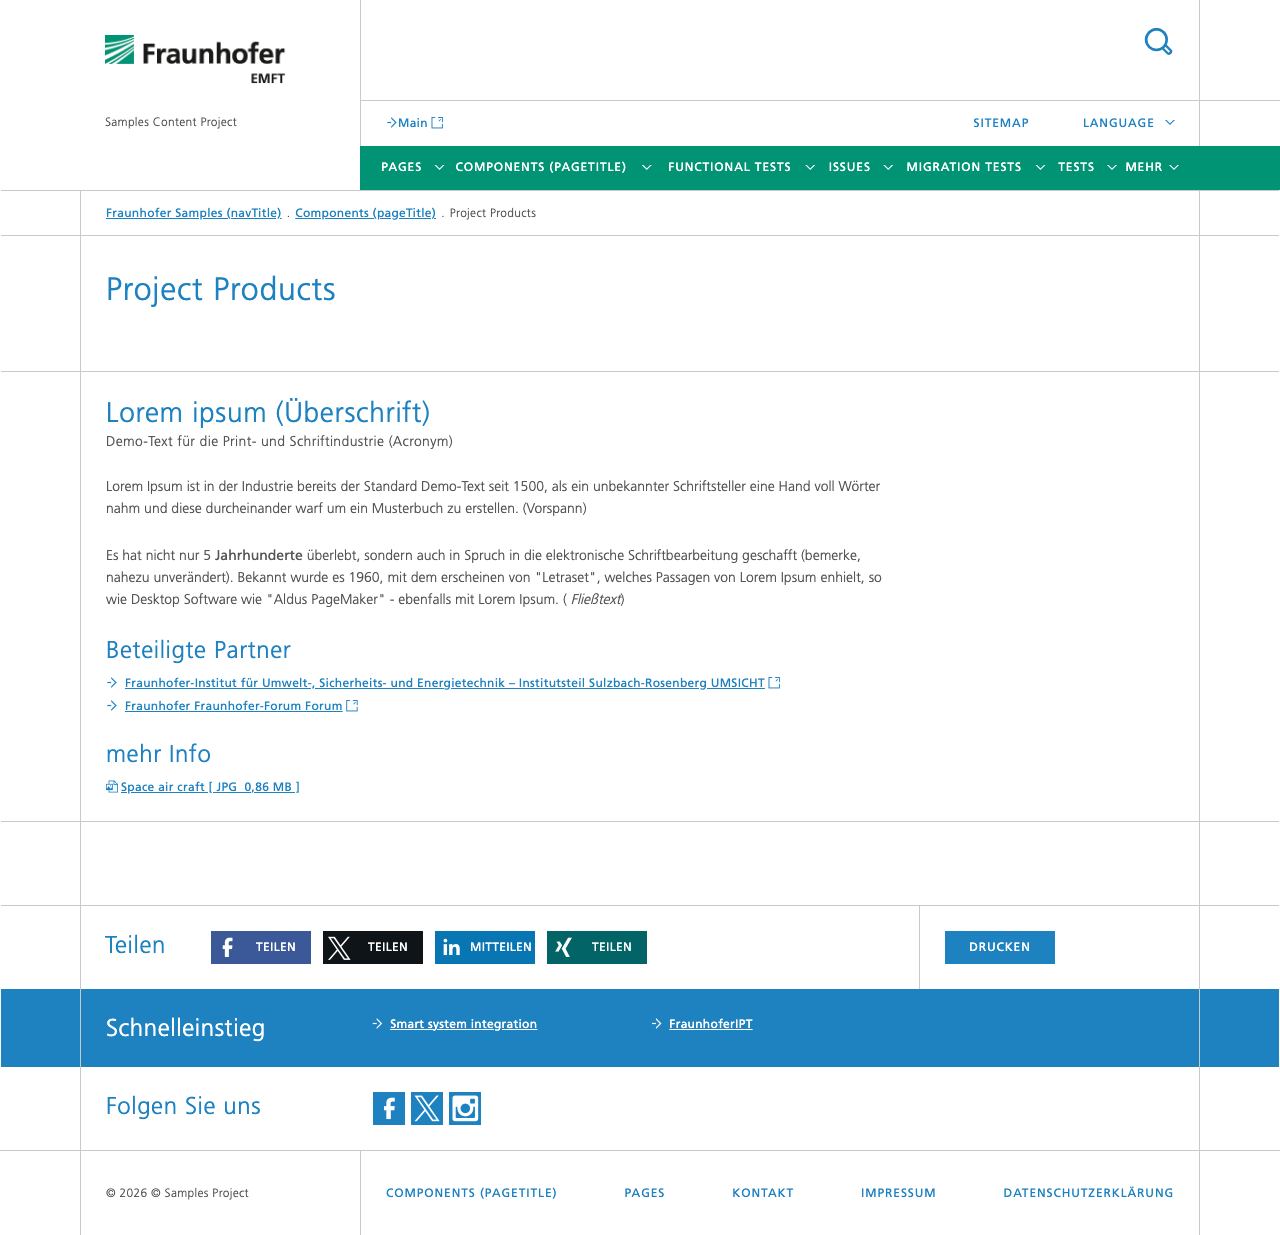 Fraunhofer
EMFT
Samples Content Project
Main
SITEMAP LANGUAGE
PAGES COMPONENTS (PAGETITLE) FUNCTIONAL TESTS ISSUES MIGRATION TESTS TESTS MEHR
Fraunhofer Samples (navTitle) . Components (pageTitle) . Project Products
Project Products
Lorem ipsum (Überschrift)
Demo-Text für die Print- und Schriftindustrie (Acronym)
Lorem Ipsum ist in der Industrie bereits der Standard Demo-Text seit 1500, als ein unbekannter Schriftsteller eine Hand voll Wörter
nahm und diese durcheinander warf um ein Musterbuch zu erstellen. (Vorspann)
Es hat nicht nur 5 Jahrhunderte überlebt, sondern auch in Spruch in die elektronische Schriftbearbeitung geschafft (bemerke,
nahezu unverändert). Bekannt wurde es 1960, mit dem erscheinen von "Letraset", welches Passagen von Lorem Ipsum enhielt, so
wie Desktop Software wie "Aldus PageMaker" - ebenfalls mit Lorem Ipsum. ( Fließtext)
Beteiligte Partner
Fraunhofer-Institut für Umwelt-, Sicherheits- und Energietechnik – Institutsteil Sulzbach-Rosenberg UMSICHT
Fraunhofer Fraunhofer-Forum Forum
mehr Info
Space air craft [ JPG 0,86 MB ]
Teilen TEILEN TEILEN MITTEILEN TEILEN DRUCKEN
Schnelleinstieg Smart system integration FraunhoferIPT
Folgen Sie uns
© 2026 © Samples Project COMPONENTS (PAGETITLE) PAGES KONTAKT IMPRESSUM DATENSCHUTZERKLÄRUNG